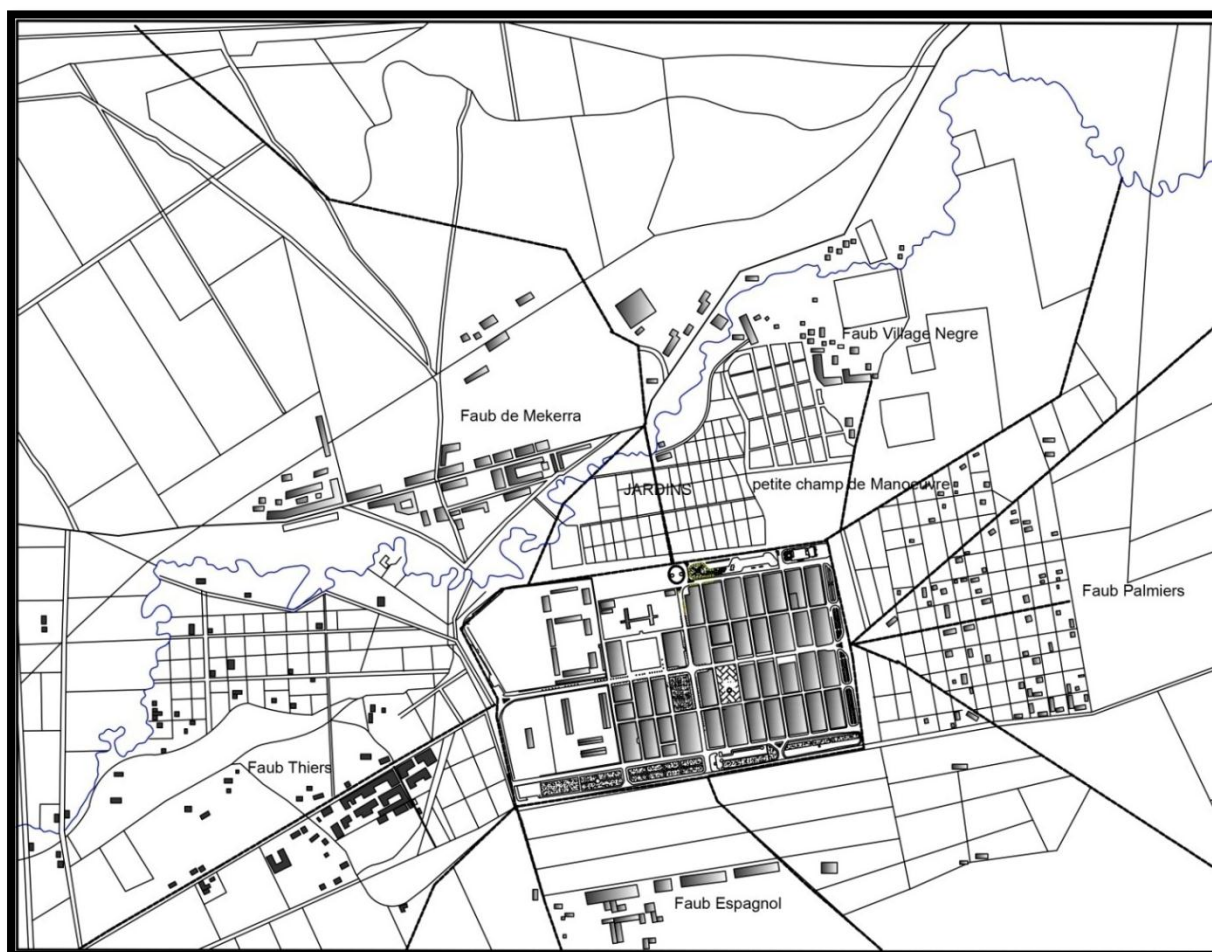 Faub Village Negre
Faub de Mekerra
JARDINS
petite champ de Manoeuvre
Faub Palmiers
Faub Thiers
Faub Espagnol